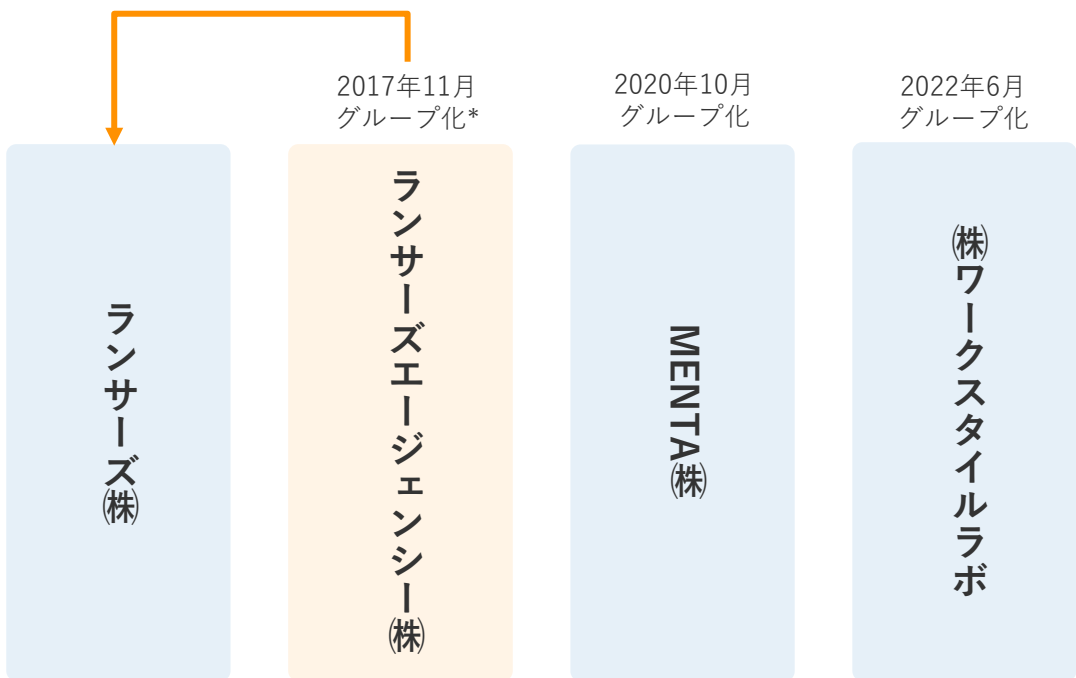 2017年11月
グループ化*
2020年10月
グループ化
2022年6月
グループ化
ランサーズ㈱
ランサーズエージェンシー㈱
MENTA㈱
㈱ワークスタイルラボ